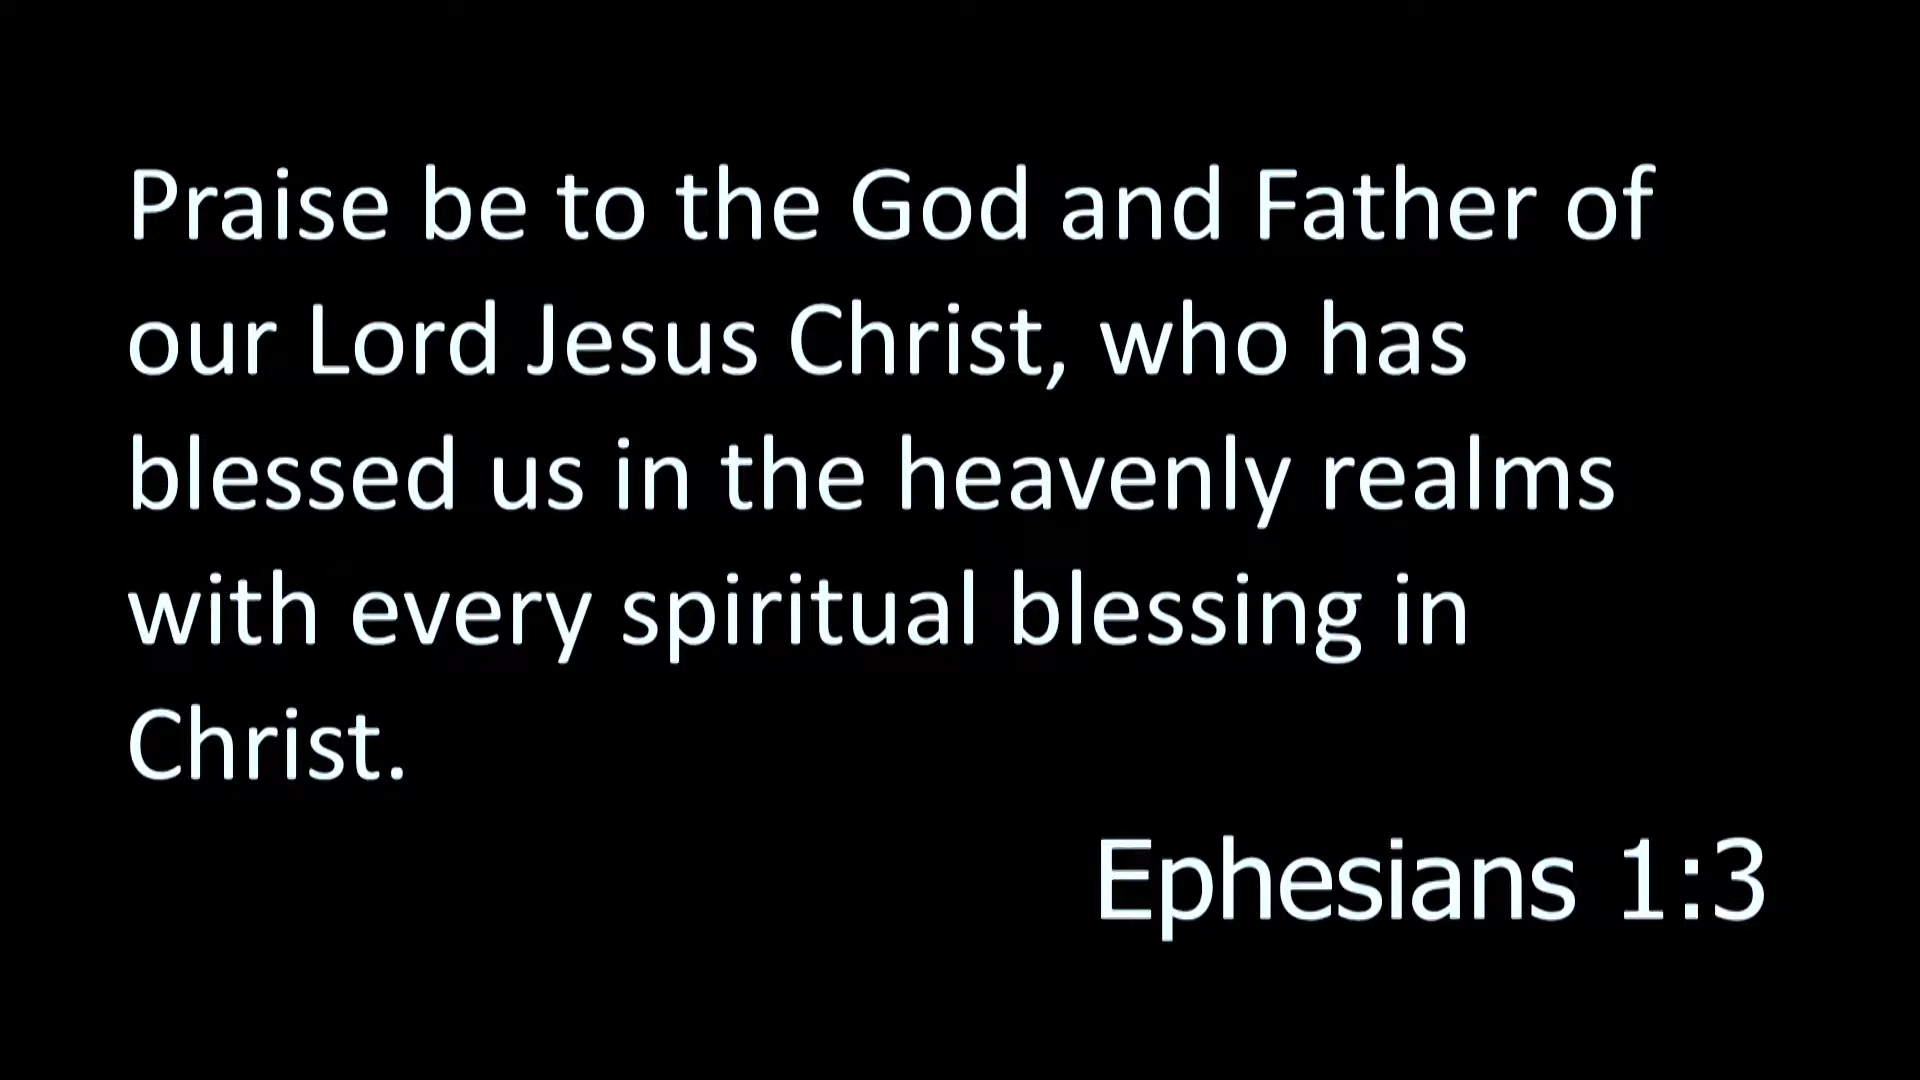 Praise be to the God and Father of
our Lord Jesus Christ, who has
blessed us in the heavenly realms
with every spiritual blessing in
Christ.
Ephesians 1:3